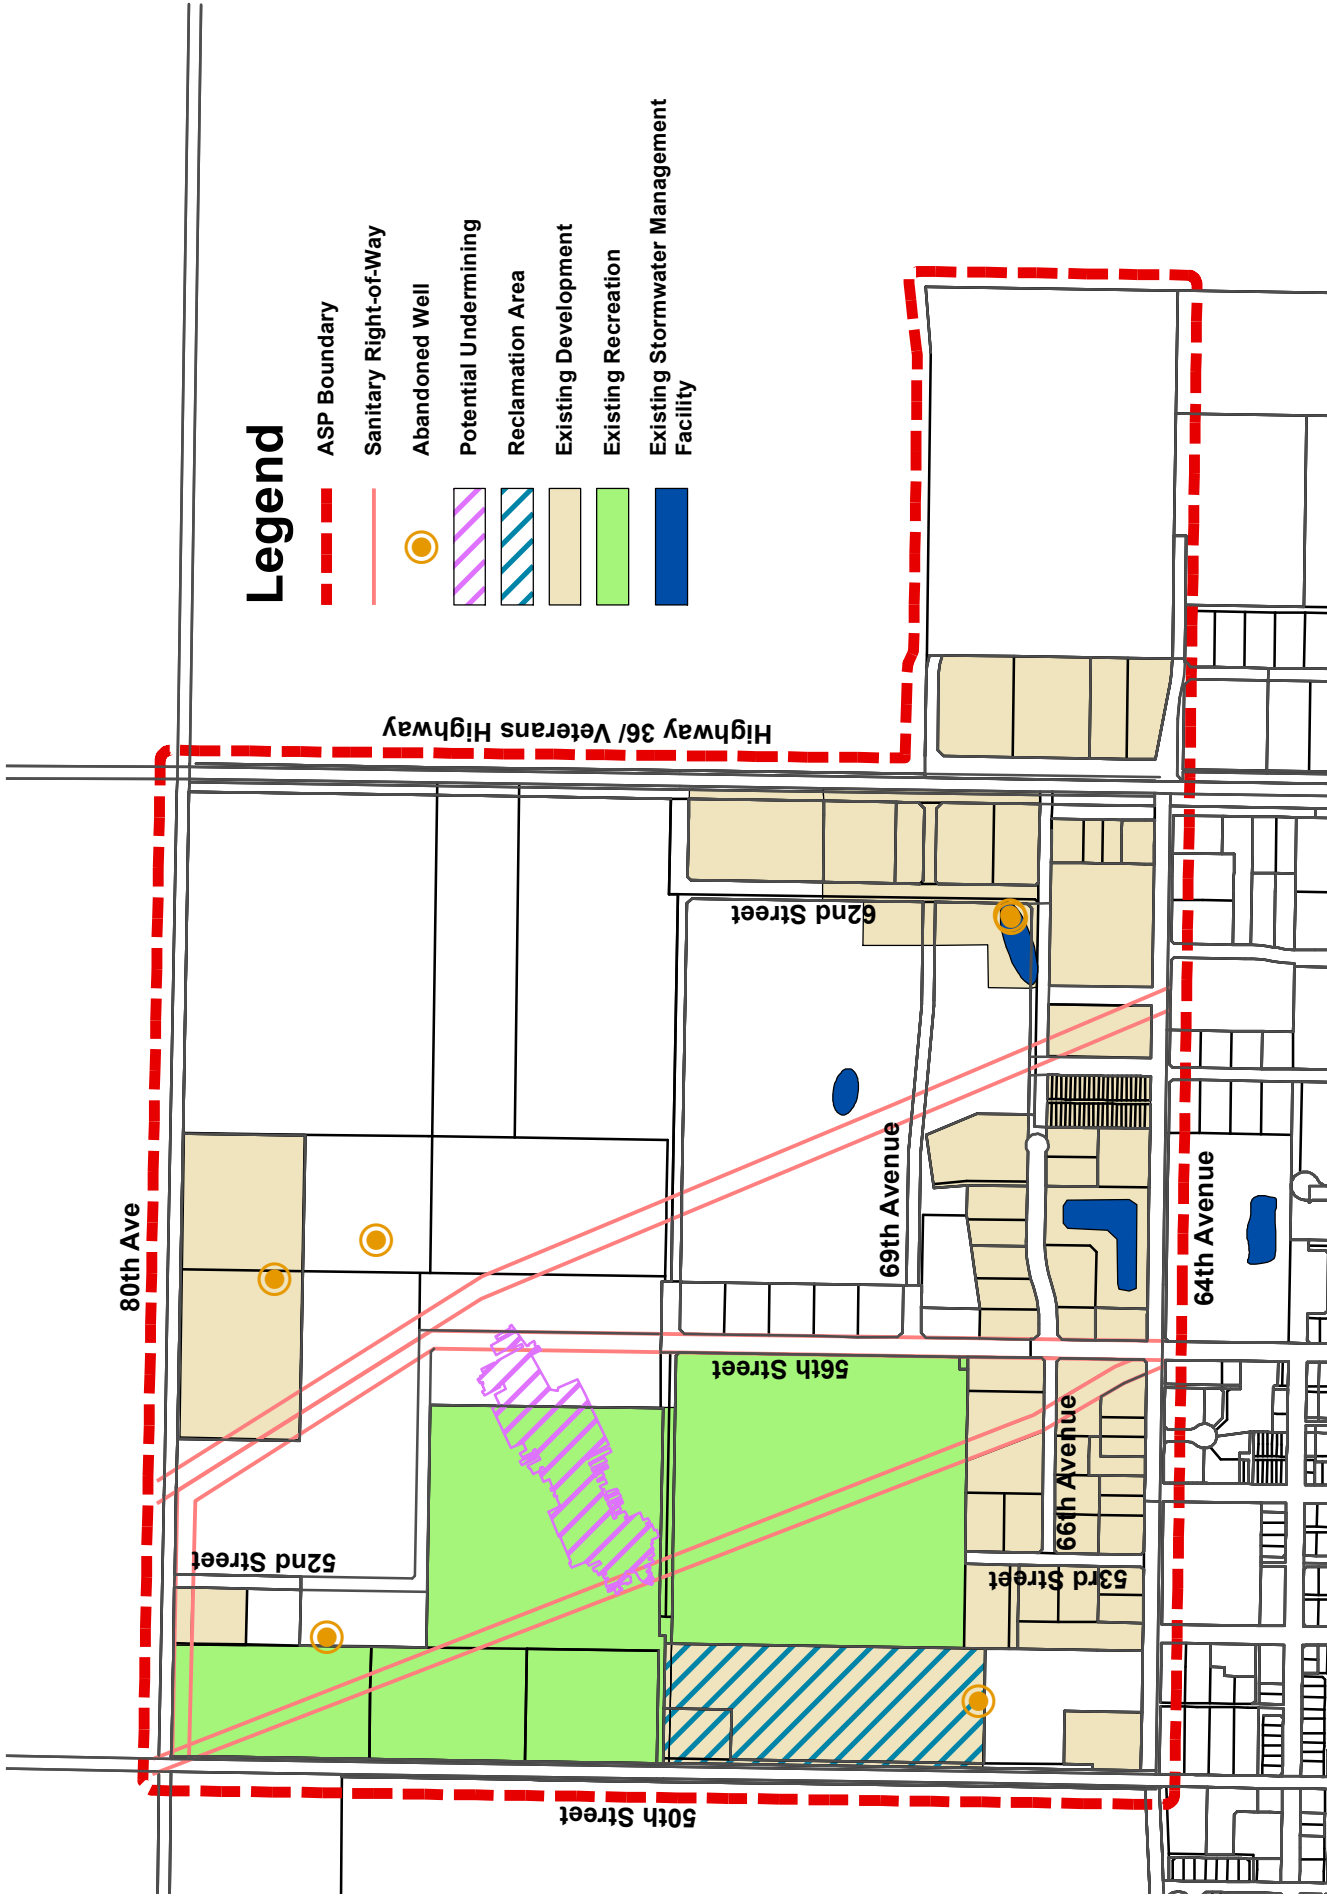 Legend
ASP Boundary
Sanitary Right-of-Way
Abandoned Well
Potential Undermining
Reclamation Area
Existing Development
Existing Recreation
Existing Stormwater Management
Facility
80th Ave
Highway 36/ Veterans Highway
62nd Street
69th Avenue
64th Avenue
56th Street
66th Avenue
52nd Street
53rd Street
50th Street